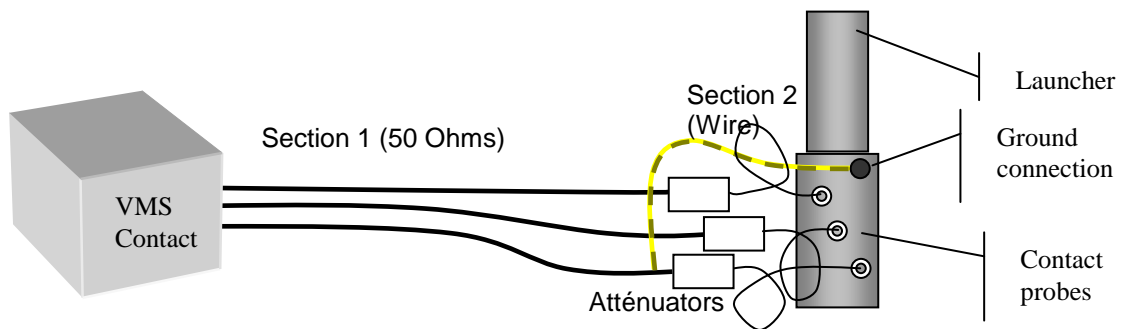 Section 1 (50 Ohms)
VMS
Contact
Section 2
(Wire)
Atténuators
Launcher
Ground
connection
Contact
probes